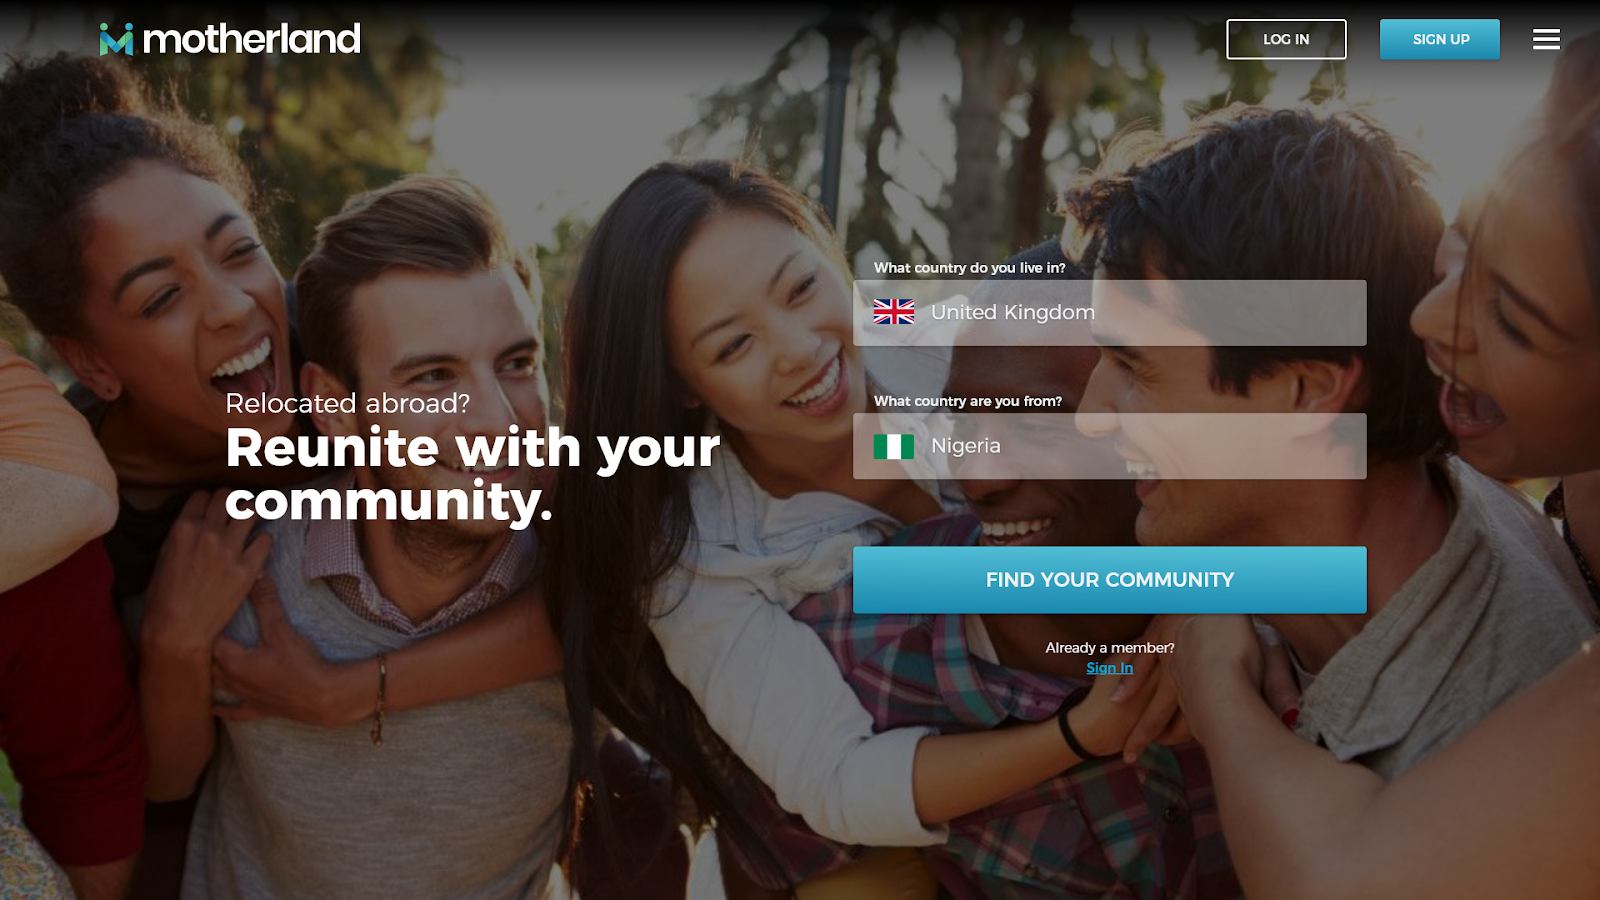 motherland
LOG IN
SIGN UP
What country do you live in?
United Kingdom
Relocated abroad?
Reunite with your
community.
What country are you from?
Nigeria
FIND YOUR COMMUNITY
Already a member?
Sign In